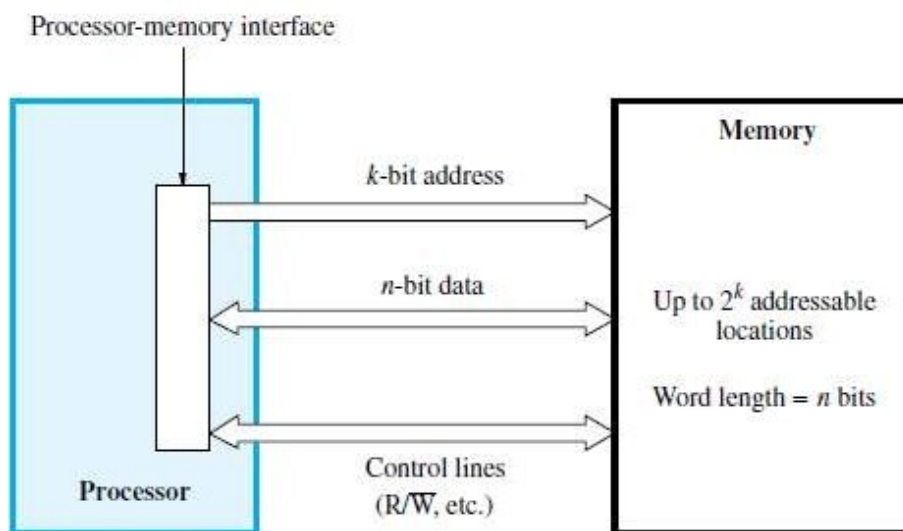 Processor-memory interface
Memory
k-bit address
n-bit data
Up to 2^k addressable
locations
Word length = n bits
Control lines
(R/W̅, etc.)
Processor